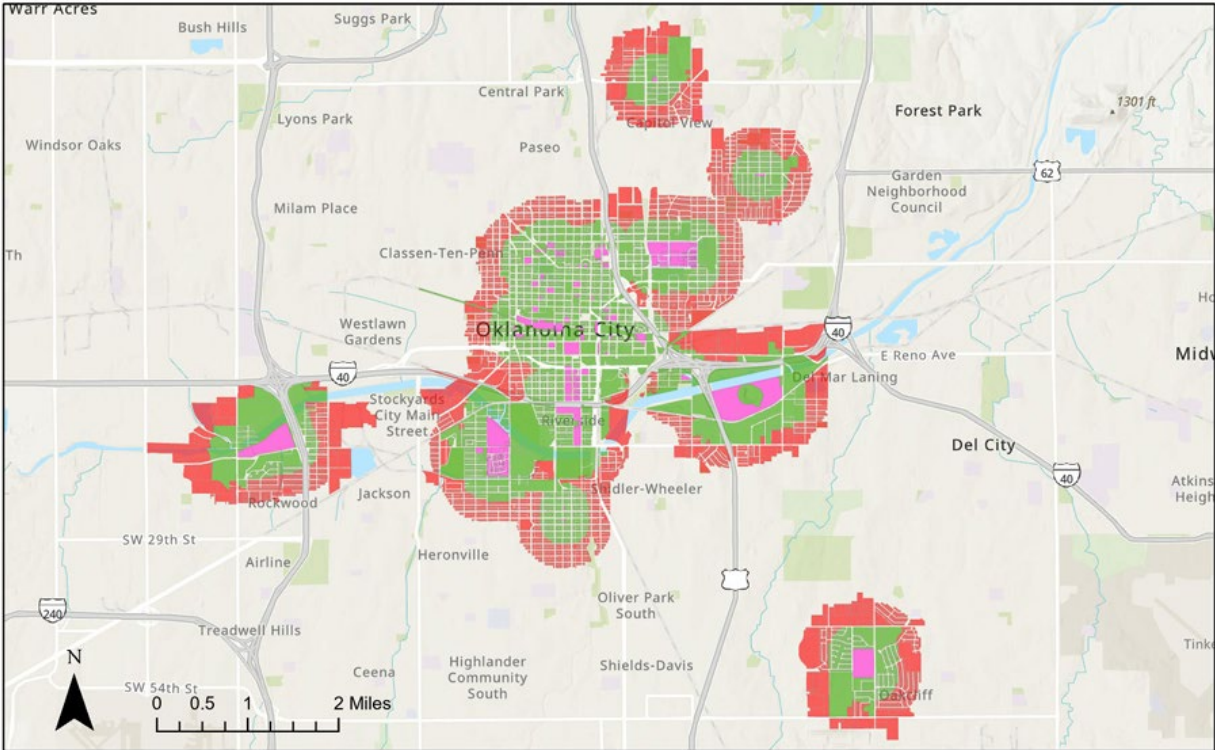 Warr Acres
Bush Hills
Suggs Park
Central Park
1301 ft
Forest Park
Lyons Park
Capitol View
Windsor Oaks
Paseo
62
Garden
Neighborhood
Council
Milam Place
Classen-Ten-Penn
Th
Ho
Westlawn
Gardens
Oklahoma City
40
E Reno Ave
Midw
40
Del Mar Laning
Stockyards
City Main
Street
Riverside
Del City
40
Atkins
Heigh
Rockwood
Jackson
Shidler-Wheeler
SW 29th St
Airline
Heronville
Oliver Park
South
240
Treadwell Hills
Tinke
N
Ceena
Highlander
Community
South
Shields-Davis
SW 54th St
Oakcliff
0 0.5 1 2 Miles